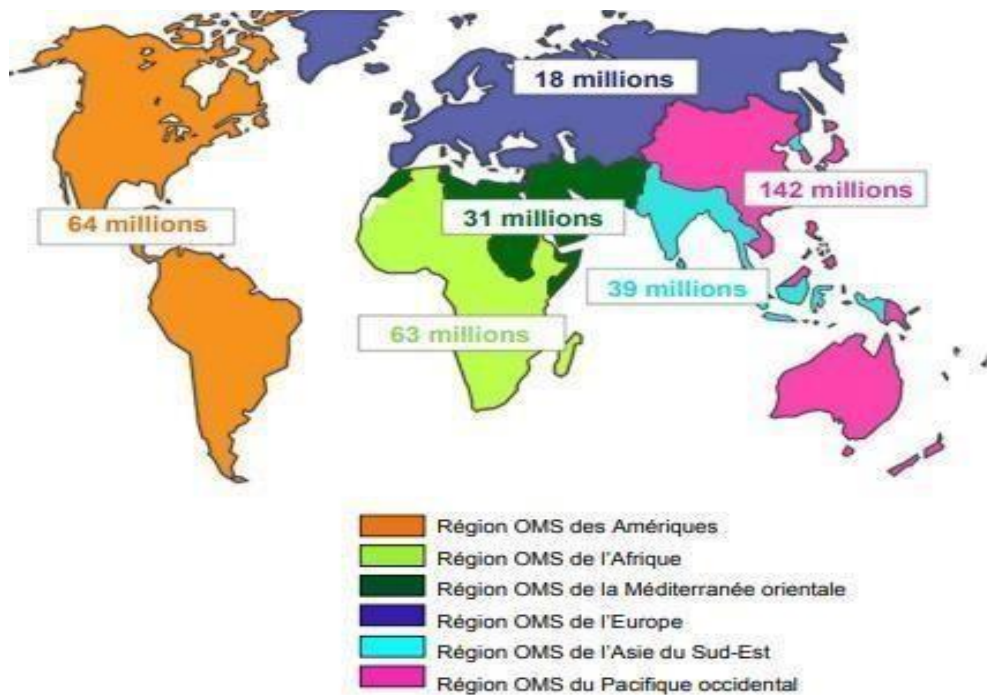 18 millions
142 millions
64 millions
31 millions
39 millions
63 millions
Région OMS des Amériques
Région OMS de l'Afrique
Région OMS de la Méditerranée orientale
Région OMS de l'Europe
Région OMS de l'Asie du Sud-Est
Région OMS du Pacifique occidental